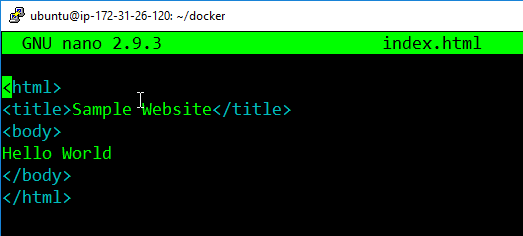 ubuntu@ip-172-31-26-120: ~/docker
GNU nano 2.9.3 index.html
<html>
<title>Sample Website</title>
<body>
Hello World
</body>
</html>